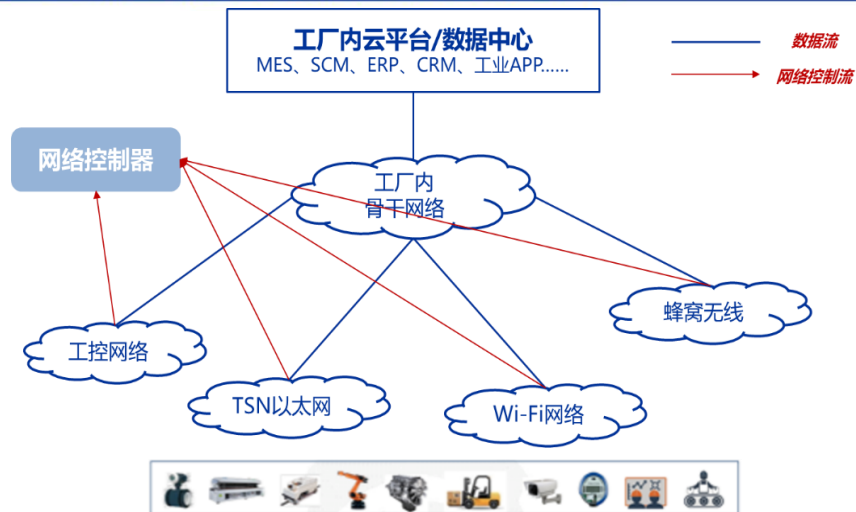 工厂内云平台/数据中心
MES、SCM、ERP、CRM、工业APP……
数据流
网络控制流
网络控制器
工厂内
骨干网络
蜂窝无线
工控网络
TSN以太网
Wi-Fi网络